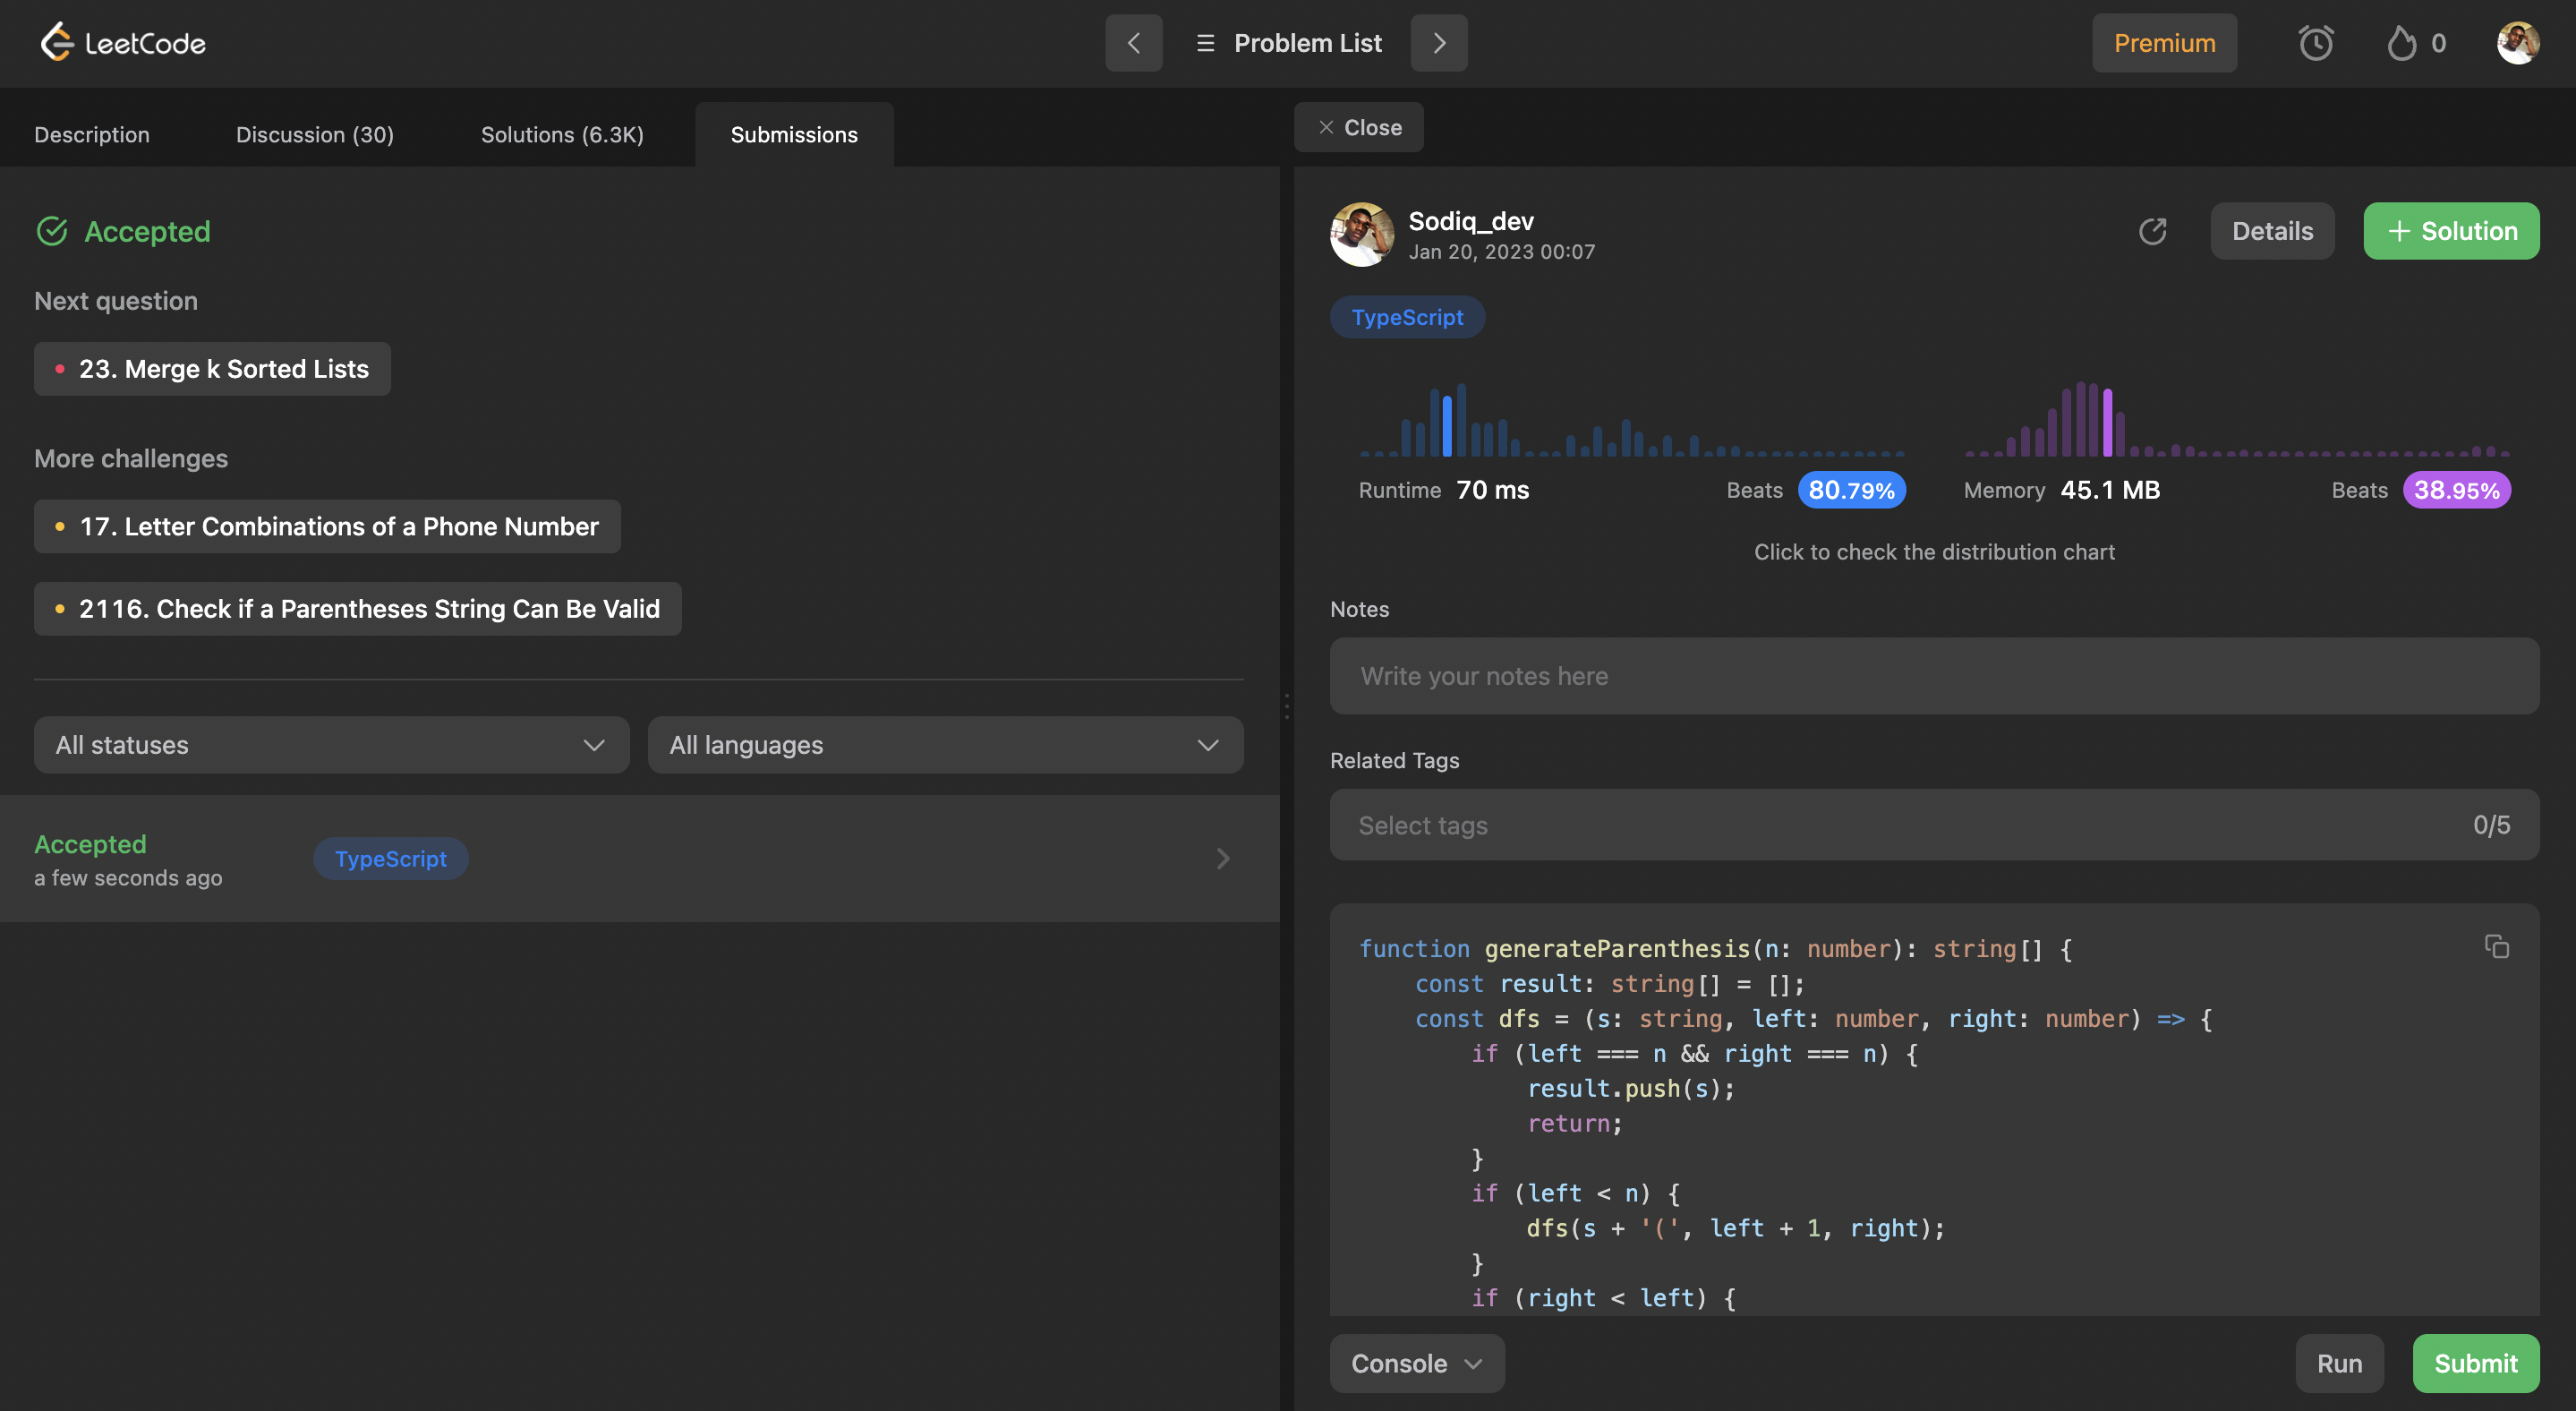 LeetCode
Problem List
Premium
0
Description
Discussion (30)
Solutions (6.3K)
Submissions
Accepted
Next question
23. Merge k Sorted Lists
More challenges
17. Letter Combinations of a Phone Number
2116. Check if a Parentheses String Can Be Valid
All statuses
All languages
Accepted
a few seconds ago
TypeScript
Close
Sodiq_dev
Jan 20, 2023 00:07
Details
+ Solution
TypeScript
Runtime 70 ms
Beats 80.79%
Memory 45.1 MB
Beats 38.95%
Click to check the distribution chart
Notes
Write your notes here
Related Tags
Select tags
0/5
function generateParenthesis(n: number): string[] {
    const result: string[] = [];
    const dfs = (s: string, left: number, right: number) => {
        if (left === n && right === n) {
            result.push(s);
            return;
        }
        if (left < n) {
            dfs(s + '(', left + 1, right);
        }
        if (right < left) {
Console
Run
Submit